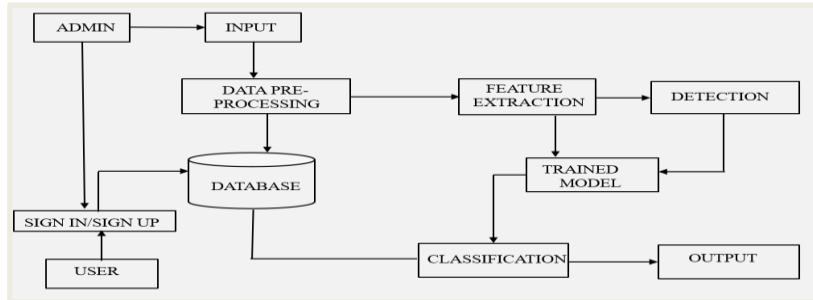 ADMIN
INPUT
DATA PRE-
PROCESSING
FEATURE
EXTRACTION
DETECTION
DATABASE
TRAINED
MODEL
SIGN IN/SIGN UP
USER
CLASSIFICATION
OUTPUT